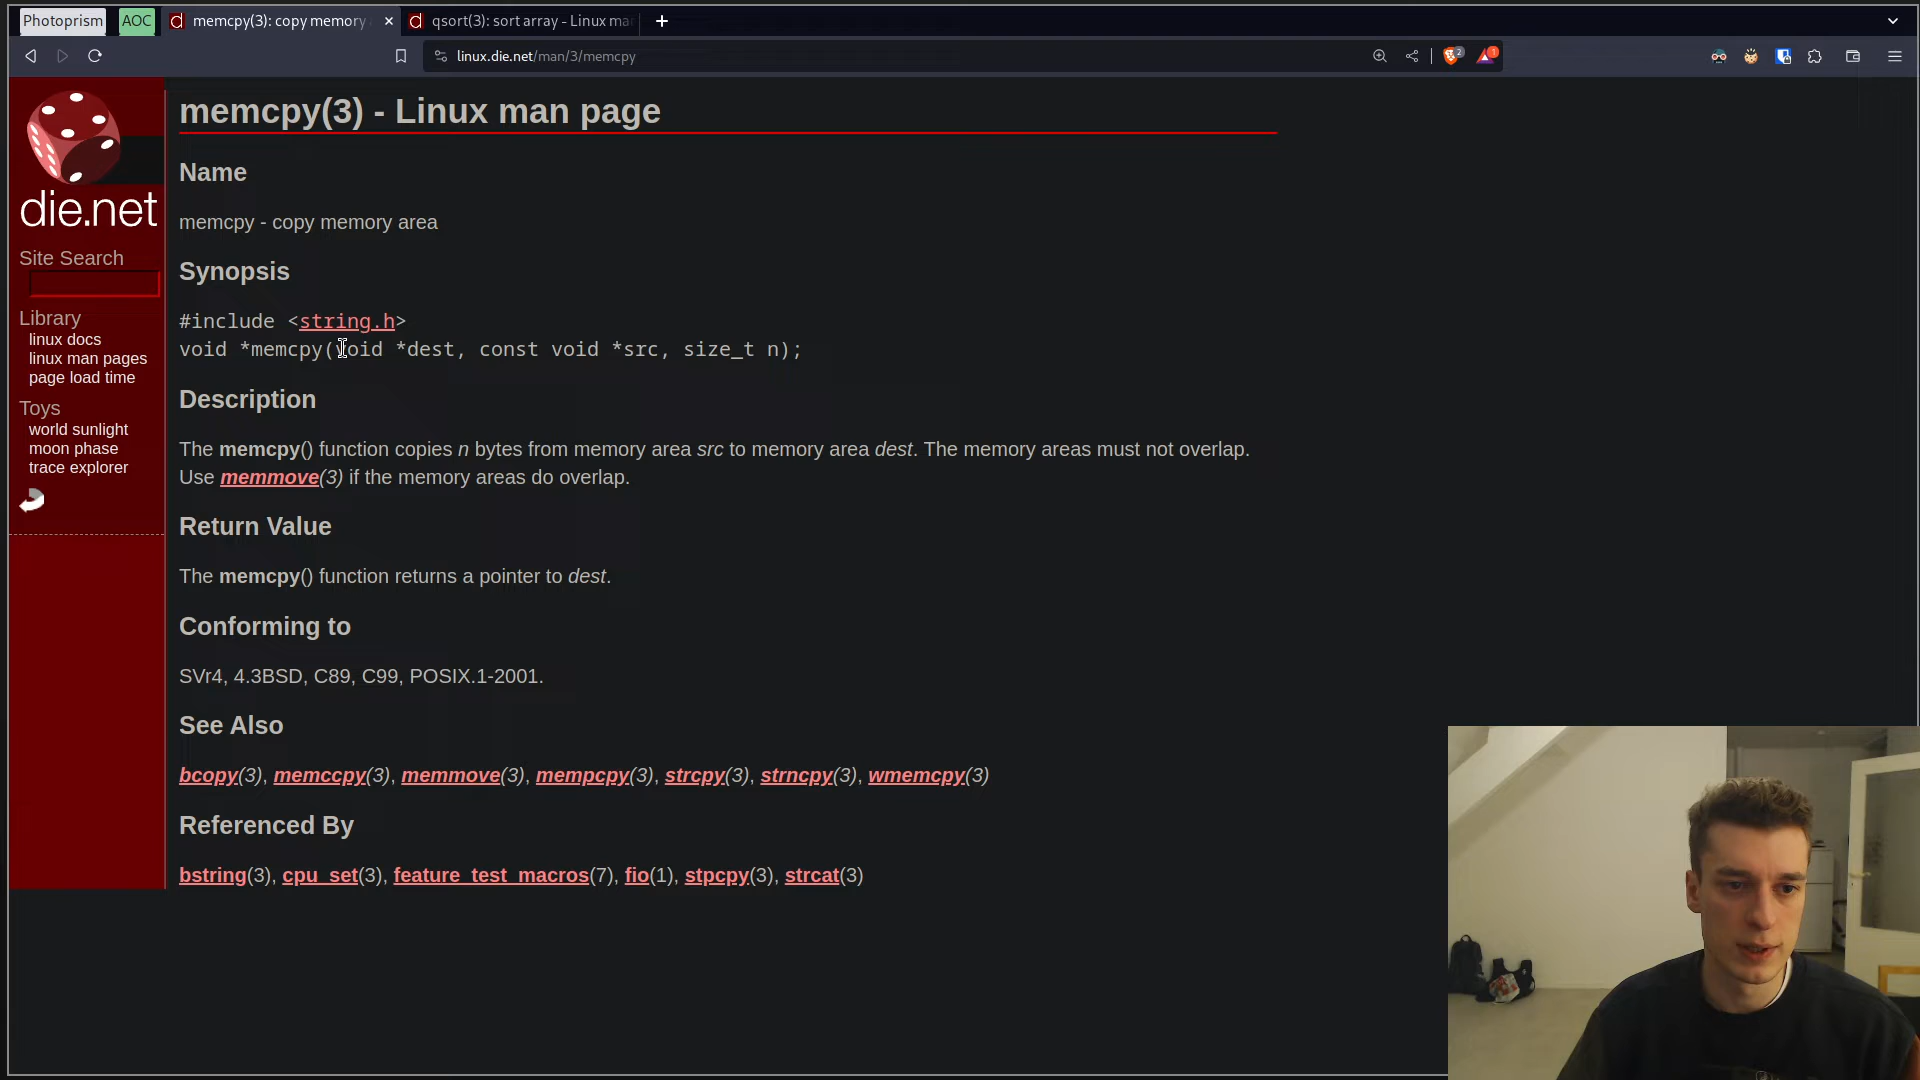 Photoprism
AOC
memcpy(3): copy memory
qsort(3): sort array - Linux ma
linux.die.net/man/3/memcpy
2
1
die.net
Site Search
Library
linux docs
linux man pages
page load time
Toys
world sunlight
moon phase
trace explorer
memcpy(3) - Linux man page
Name
memcpy - copy memory area
Synopsis
#include <string.h>
void *memcpy(void *dest, const void *src, size_t n);
Description
The memcpy() function copies n bytes from memory area src to memory area dest. The memory areas must not overlap.
Use memmove(3) if the memory areas do overlap.
Return Value
The memcpy() function returns a pointer to dest.
Conforming to
SVr4, 4.3BSD, C89, C99, POSIX.1-2001.
See Also
bcopy(3), memccpy(3), memmove(3), mempcpy(3), strcpy(3), strncpy(3), wmemcpy(3)
Referenced By
bstring(3), cpu_set(3), feature_test_macros(7), fio(1), stpcpy(3), strcat(3)